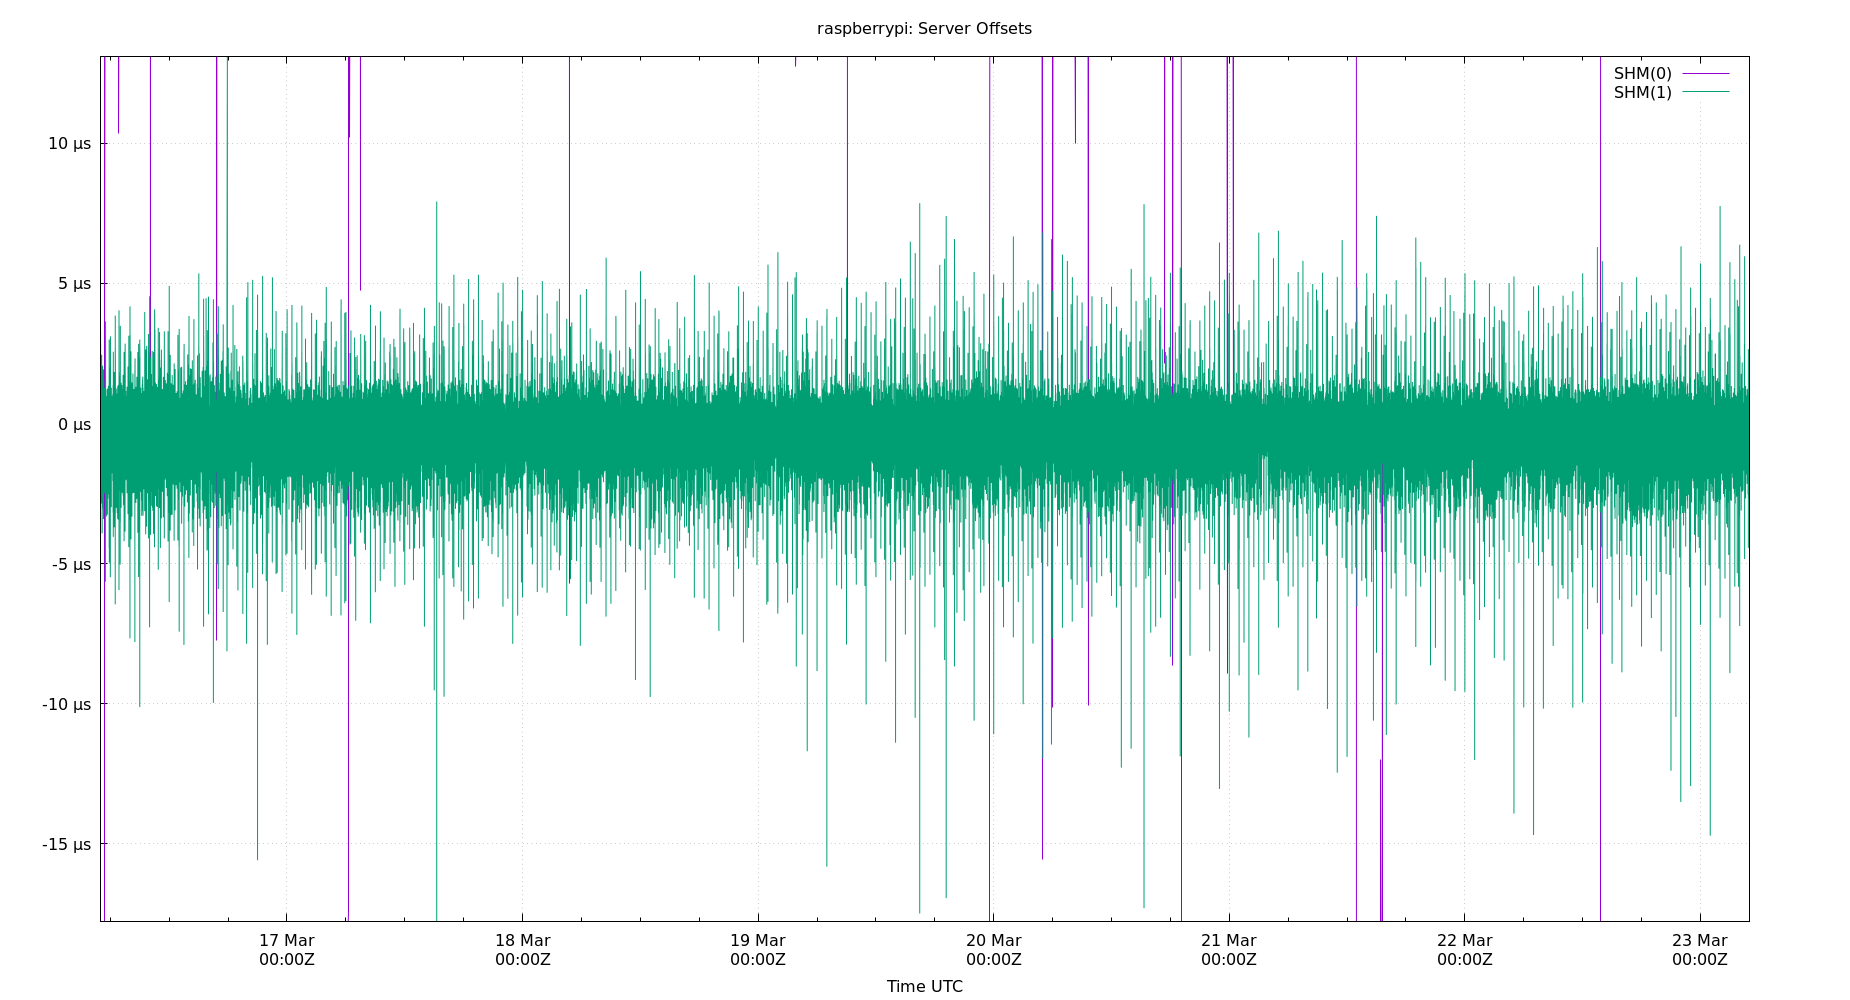 raspberrypi: Server Offsets
SHM(0)
SHM(1)
10 µs
5 µs
0 µs
-5 µs
-10 µs
-15 µs
17 Mar 18 Mar 19 Mar 20 Mar 21 Mar 22 Mar 23 Mar
00:00Z 00:00Z 00:00Z 00:00Z 00:00Z 00:00Z 00:00Z
Time UTC